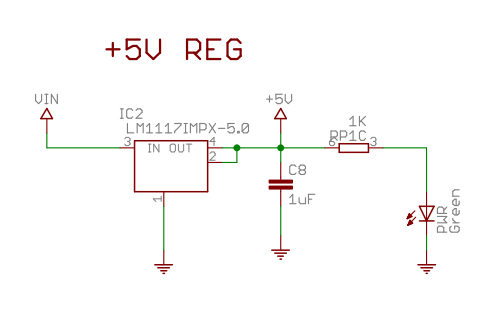 +5V REG
VIN
+5V
IC2
LM1117IMPX-5.0
1K
RP1C
3
IN OUT
4
2
6
3
C8
1uF
1
PWR
Green